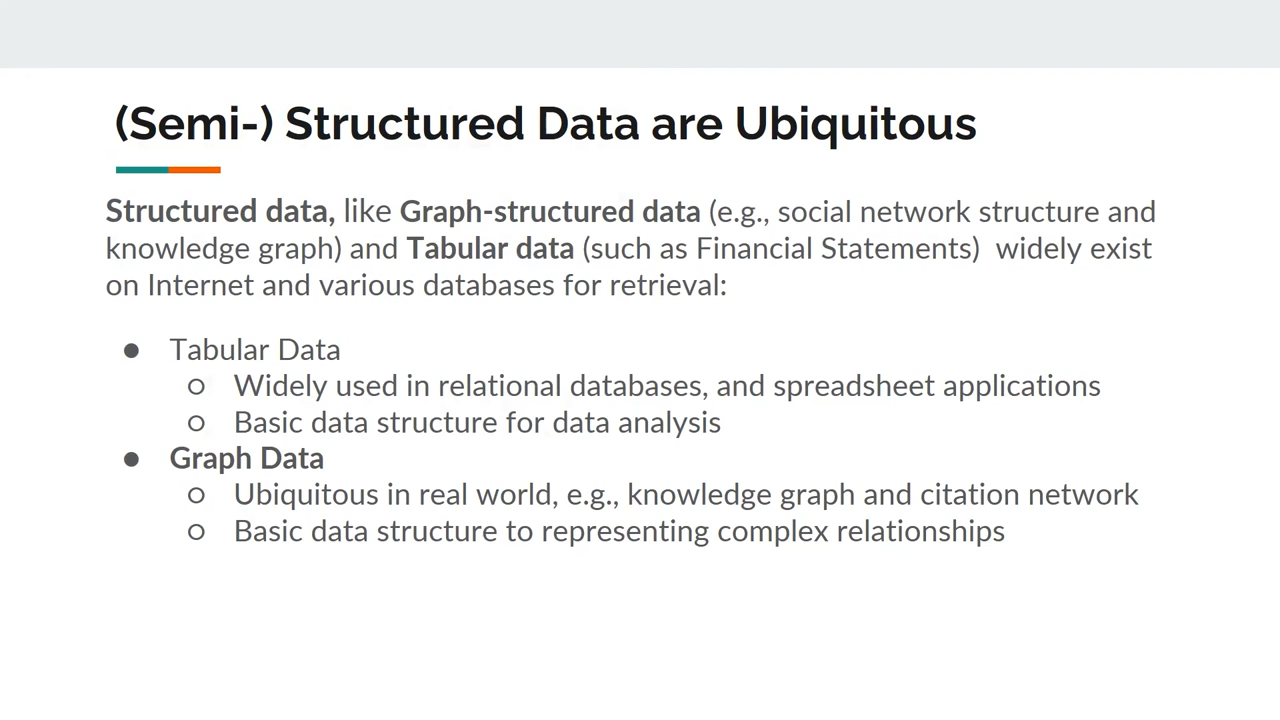 (Semi-) Structured Data are Ubiquitous
Structured data, like Graph-structured data (e.g., social network structure and
knowledge graph) and Tabular data (such as Financial Statements)  widely exist
on Internet and various databases for retrieval:
● Tabular Data
○ Widely used in relational databases, and spreadsheet applications
○ Basic data structure for data analysis
● Graph Data
○ Ubiquitous in real world, e.g., knowledge graph and citation network
○ Basic data structure to representing complex relationships